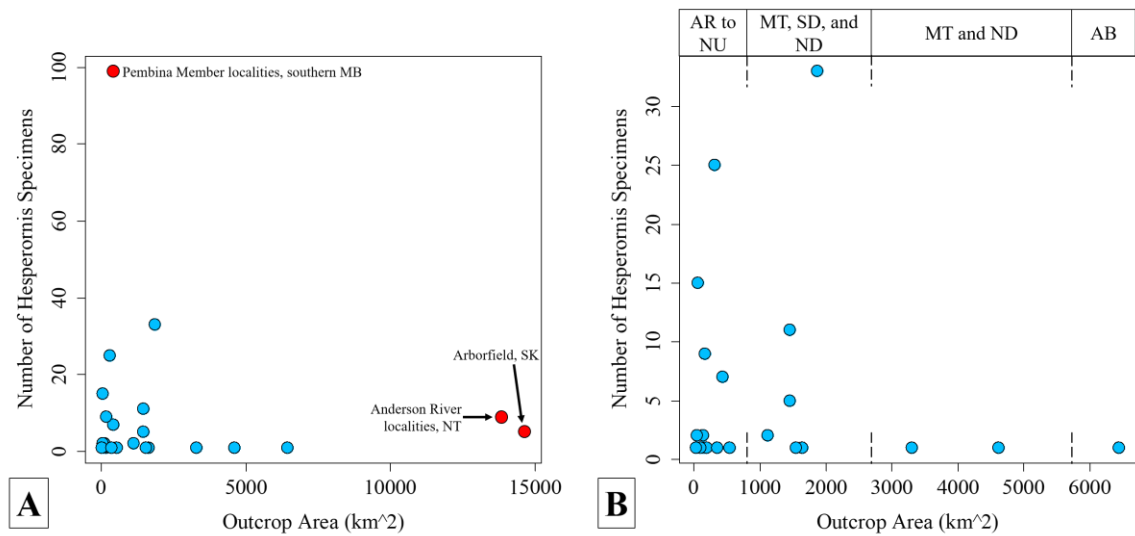 100
80
60
40
20
0
Number of Hesperornis Specimens
Pembina Member localities, southern MB
Arborfield, SK
Anderson River
localities, NT
0 5000 10000 15000
Outcrop Area (km^2)
A
AR to
NU
MT, SD, and
ND
MT and ND
AB
30
25
20
15
10
5
0
Number of Hesperornis Specimens
0 1000 2000 3000 4000 5000 6000
Outcrop Area (km^2)
B